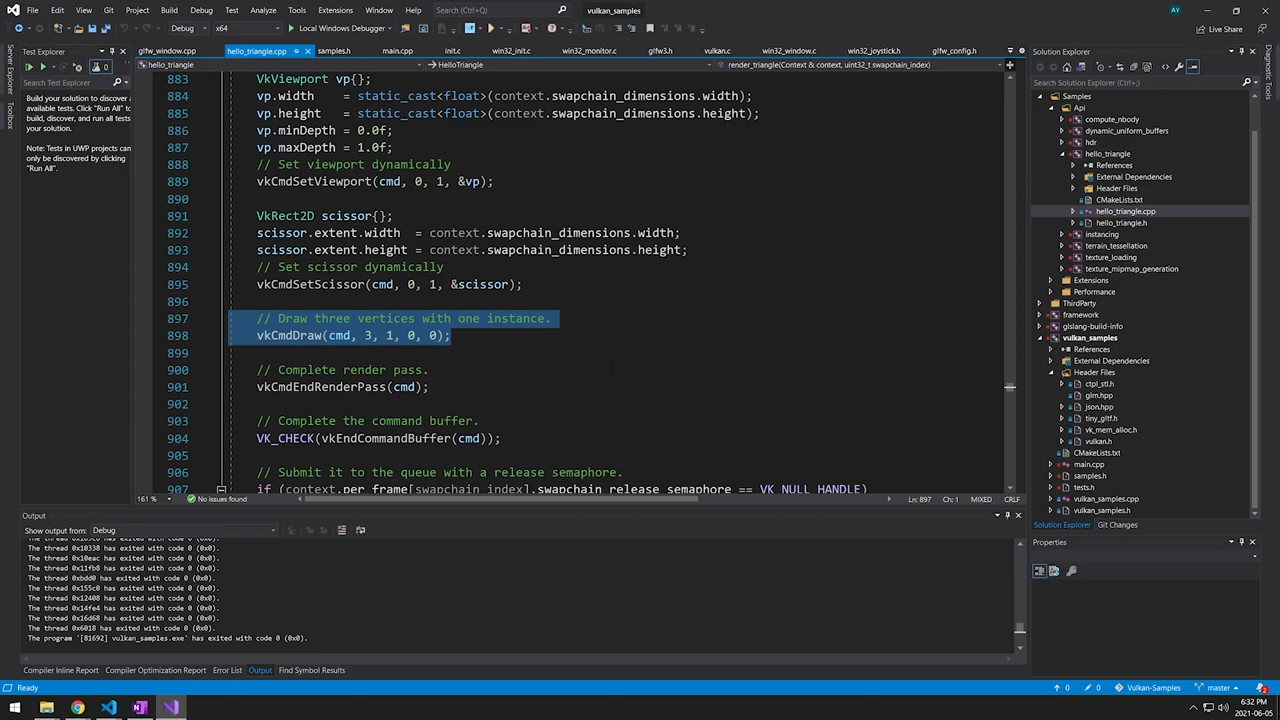 File Edit View Git Project Build Debug Test Analyze Tools Extensions Window Help Search (Ctrl+Q) vulkan_samples AY
Debug x64 Local Windows Debugger Live Share
Test Explorer
Search Test Explorer
Build your solution to discover all
available tests. Click "Run All" to
build, discover, and run all tests in
your solution.
Note: Tests in UWP projects can
only be discovered by clicking
"Run All".
Server Explorer
Toolbox
glfw_window.cpp hello_triangle.cpp samples.h main.cpp init.c win32_init.c win32_monitor.c glfw3.h vulkan.c win32_window.c win32_joystick.h glfw_config.h
hello_triangle HelloTriangle render_triangle(Context & context, uint32_t swapchain_index)
883 VkViewport vp{};
884 vp.width = static_cast<float>(context.swapchain_dimensions.width);
885 vp.height = static_cast<float>(context.swapchain_dimensions.height);
886 vp.minDepth = 0.0f;
887 vp.maxDepth = 1.0f;
888 // Set viewport dynamically
889 vkCmdSetViewport(cmd, 0, 1, &vp);
890
891 VkRect2D scissor{};
892 scissor.extent.width = context.swapchain_dimensions.width;
893 scissor.extent.height = context.swapchain_dimensions.height;
894 // Set scissor dynamically
895 vkCmdSetScissor(cmd, 0, 1, &scissor);
896
897 // Draw three vertices with one instance.
898 vkCmdDraw(cmd, 3, 1, 0, 0);
899
900 // Complete render pass.
901 vkCmdEndRenderPass(cmd);
902
903 // Complete the command buffer.
904 VK_CHECK(vkEndCommandBuffer(cmd));
905
906 // Submit it to the queue with a release semaphore.
907 if (context.per_frame[swapchain_index].swapchain_release_semaphore == VK_NULL_HANDLE)
161 % No issues found Ln: 897 Ch: 1 MIXED CRLF
Output
Show output from: Debug
The thread 0x10338 has exited with code 0 (0x0).
The thread 0x10eac has exited with code 0 (0x0).
The thread 0x11fb8 has exited with code 0 (0x0).
The thread 0xbdd0 has exited with code 0 (0x0).
The thread 0x155c0 has exited with code 0 (0x0).
The thread 0x12408 has exited with code 0 (0x0).
The thread 0x14fe4 has exited with code 0 (0x0).
The thread 0x16d68 has exited with code 0 (0x0).
The thread 0x6018 has exited with code 0 (0x0).
The program '[81692] vulkan_samples.exe' has exited with code 0 (0x0).
Compiler Inline Report Compiler Optimization Report Error List Output Find Symbol Results
Solution Explorer
Search Solution Explorer (Ctrl+;)
Samples
Api
compute_nbody
dynamic_uniform_buffers
hdr
hello_triangle
References
External Dependencies
Header Files
CMakeLists.txt
hello_triangle.cpp
hello_triangle.h
instancing
terrain_tessellation
texture_loading
texture_mipmap_generation
Extensions
Performance
ThirdParty
framework
glslang-build-info
vulkan_samples
References
External Dependencies
Header Files
ctpl_stl.h
glm.hpp
json.hpp
tiny_gltf.h
vk_mem_alloc.h
vulkan.h
CMakeLists.txt
main.cpp
samples.h
tests.h
vulkan_samples.cpp
vulkan_samples.h
Solution Explorer Git Changes
Properties
Diagnostic Tools
Ready 0 0 Vulkan-Samples master 2
6:32 PM
2021-06-05